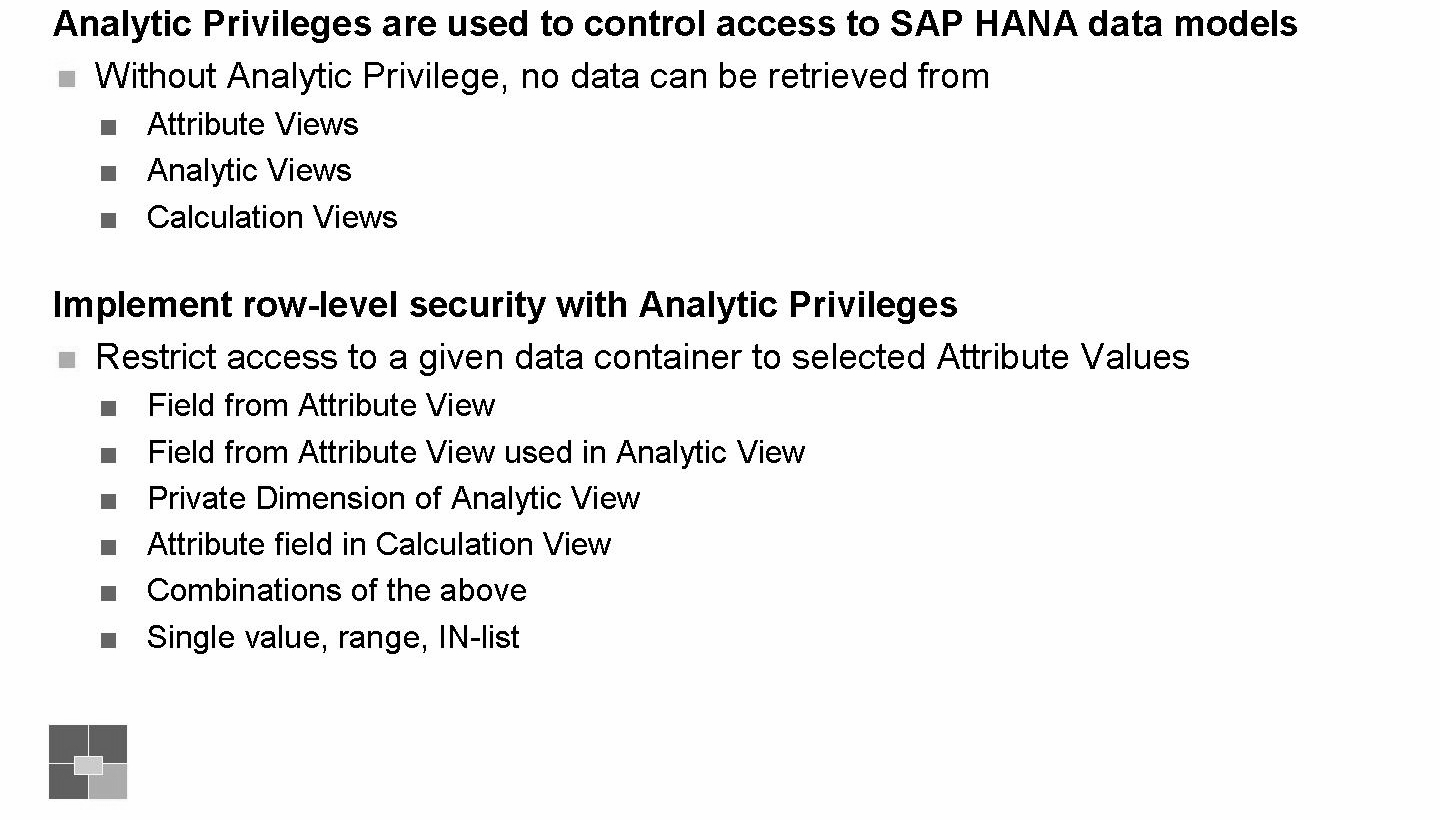 Analytic Privileges are used to control access to SAP HANA data models
Without Analytic Privilege, no data can be retrieved from
Attribute Views
Analytic Views
Calculation Views
Implement row-level security with Analytic Privileges
Restrict access to a given data container to selected Attribute Values
Field from Attribute View
Field from Attribute View used in Analytic View
Private Dimension of Analytic View
Attribute field in Calculation View
Combinations of the above
Single value, range, IN-list